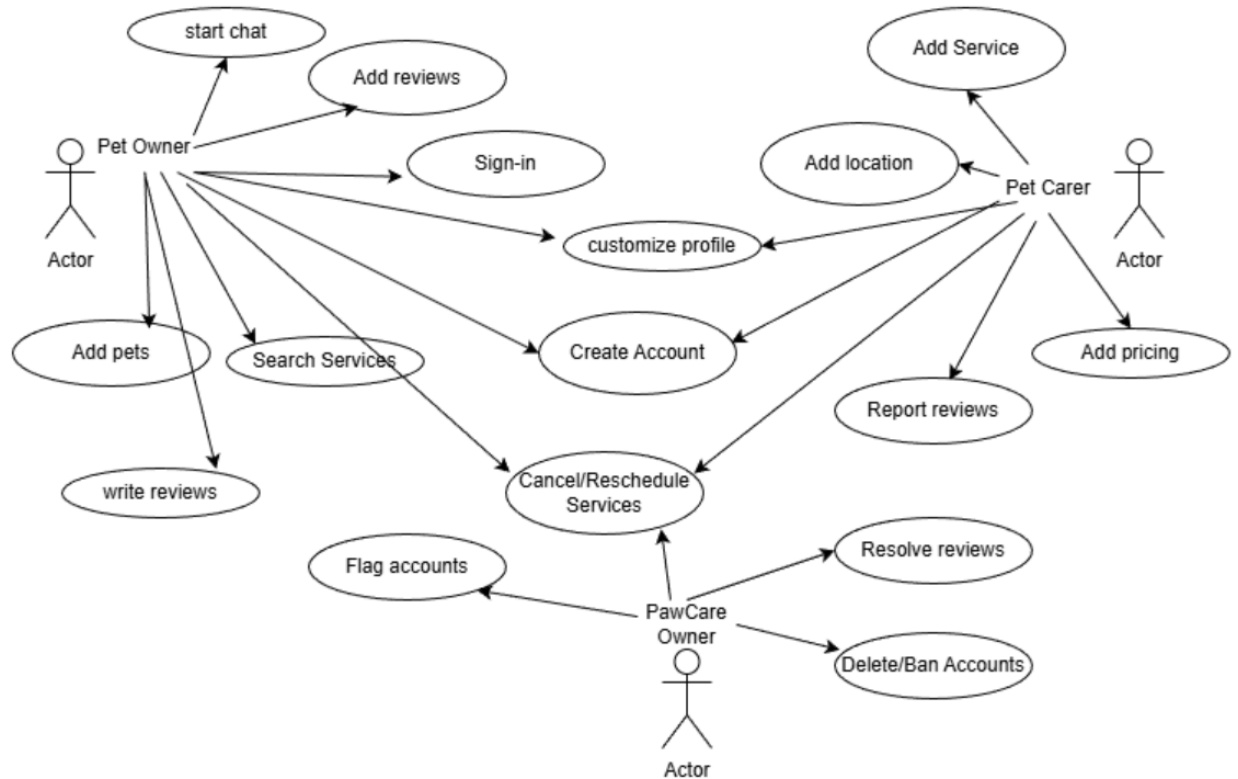 start chat
Add reviews
Add Service
Pet Owner
Sign-in
Add location
Pet Carer
Actor
customize profile
Actor
Add pets
Search Services
Create Account
Add pricing
Report reviews
write reviews
Cancel/Reschedule
Services
Flag accounts
Resolve reviews
PawCare
Owner
Delete/Ban Accounts
Actor